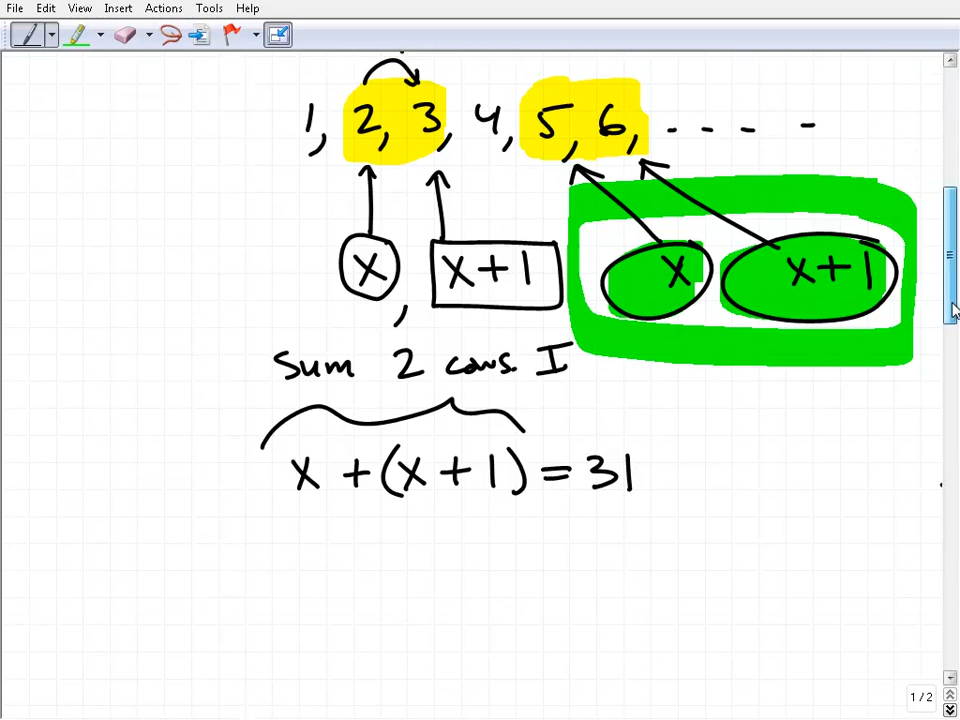 File Edit View Insert Actions Tools Help
1, 2, 3, 4, 5, 6, - - - -
x, x+1 x x+1
Sum 2 cons. I
x + (x + 1) = 31
1/2